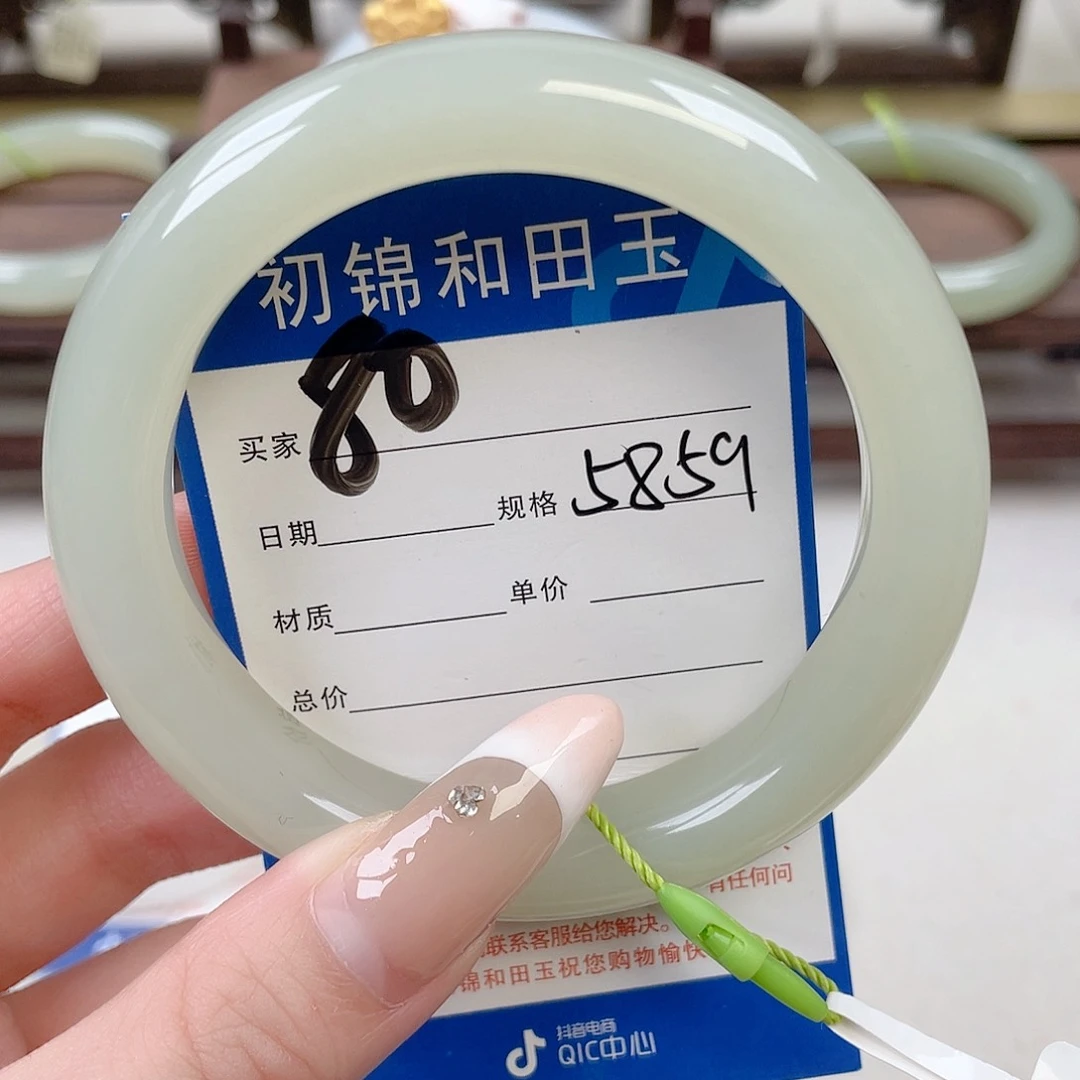 初锦和田玉
买家 80
日期 规格 5859
材质 单价
总价
有任何问
联系客服给您解决。
锦和田玉祝您购物愉快
抖音电商
QIC中心